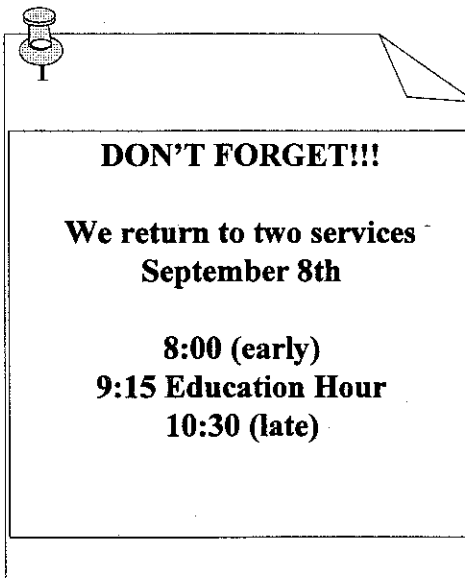 DON'T FORGET!!!
We return to two services
September 8th
8:00 (early)
9:15 Education Hour
10:30 (late)